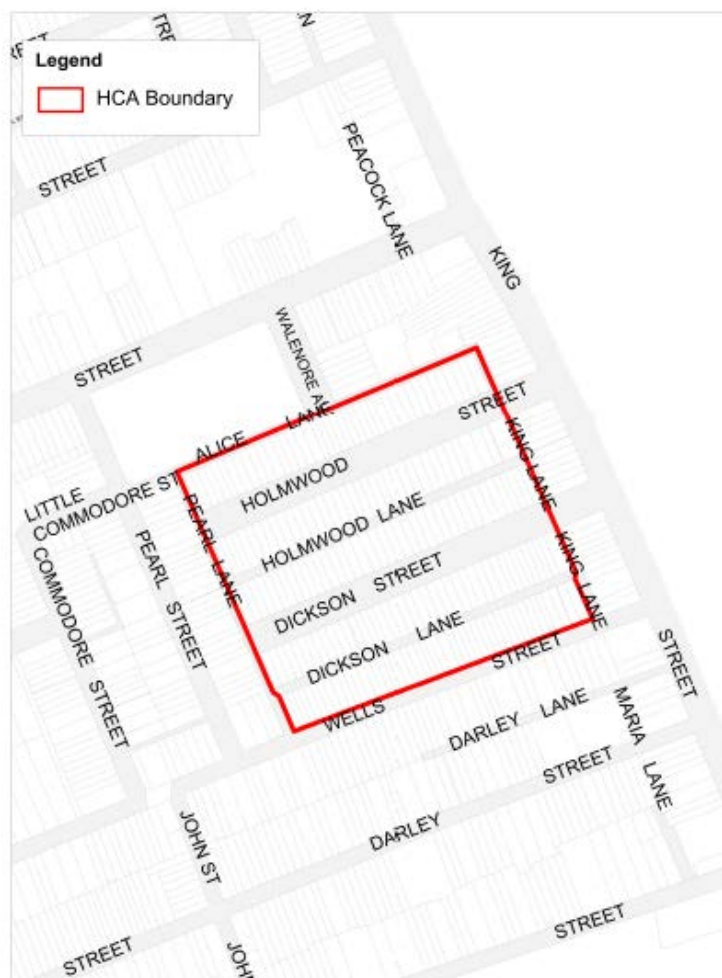 STREET
Legend
HCA Boundary
STREET
PEACOCK LANE
KING
STREET
WALENORE AV
ALICE LANE
STREET
LITTLE
COMMODORE ST
HOLMWOOD
KING LANE
PEARL LANE
HOLMWOOD LANE
COMMODORE STREET
PEARL STREET
DICKSON STREET
KING LANE
DICKSON LANE
STREET
WELLS
STREET
DARLEY LANE
MARIA LANE
STREET
DARLEY
JOHN ST
STREET
STREET